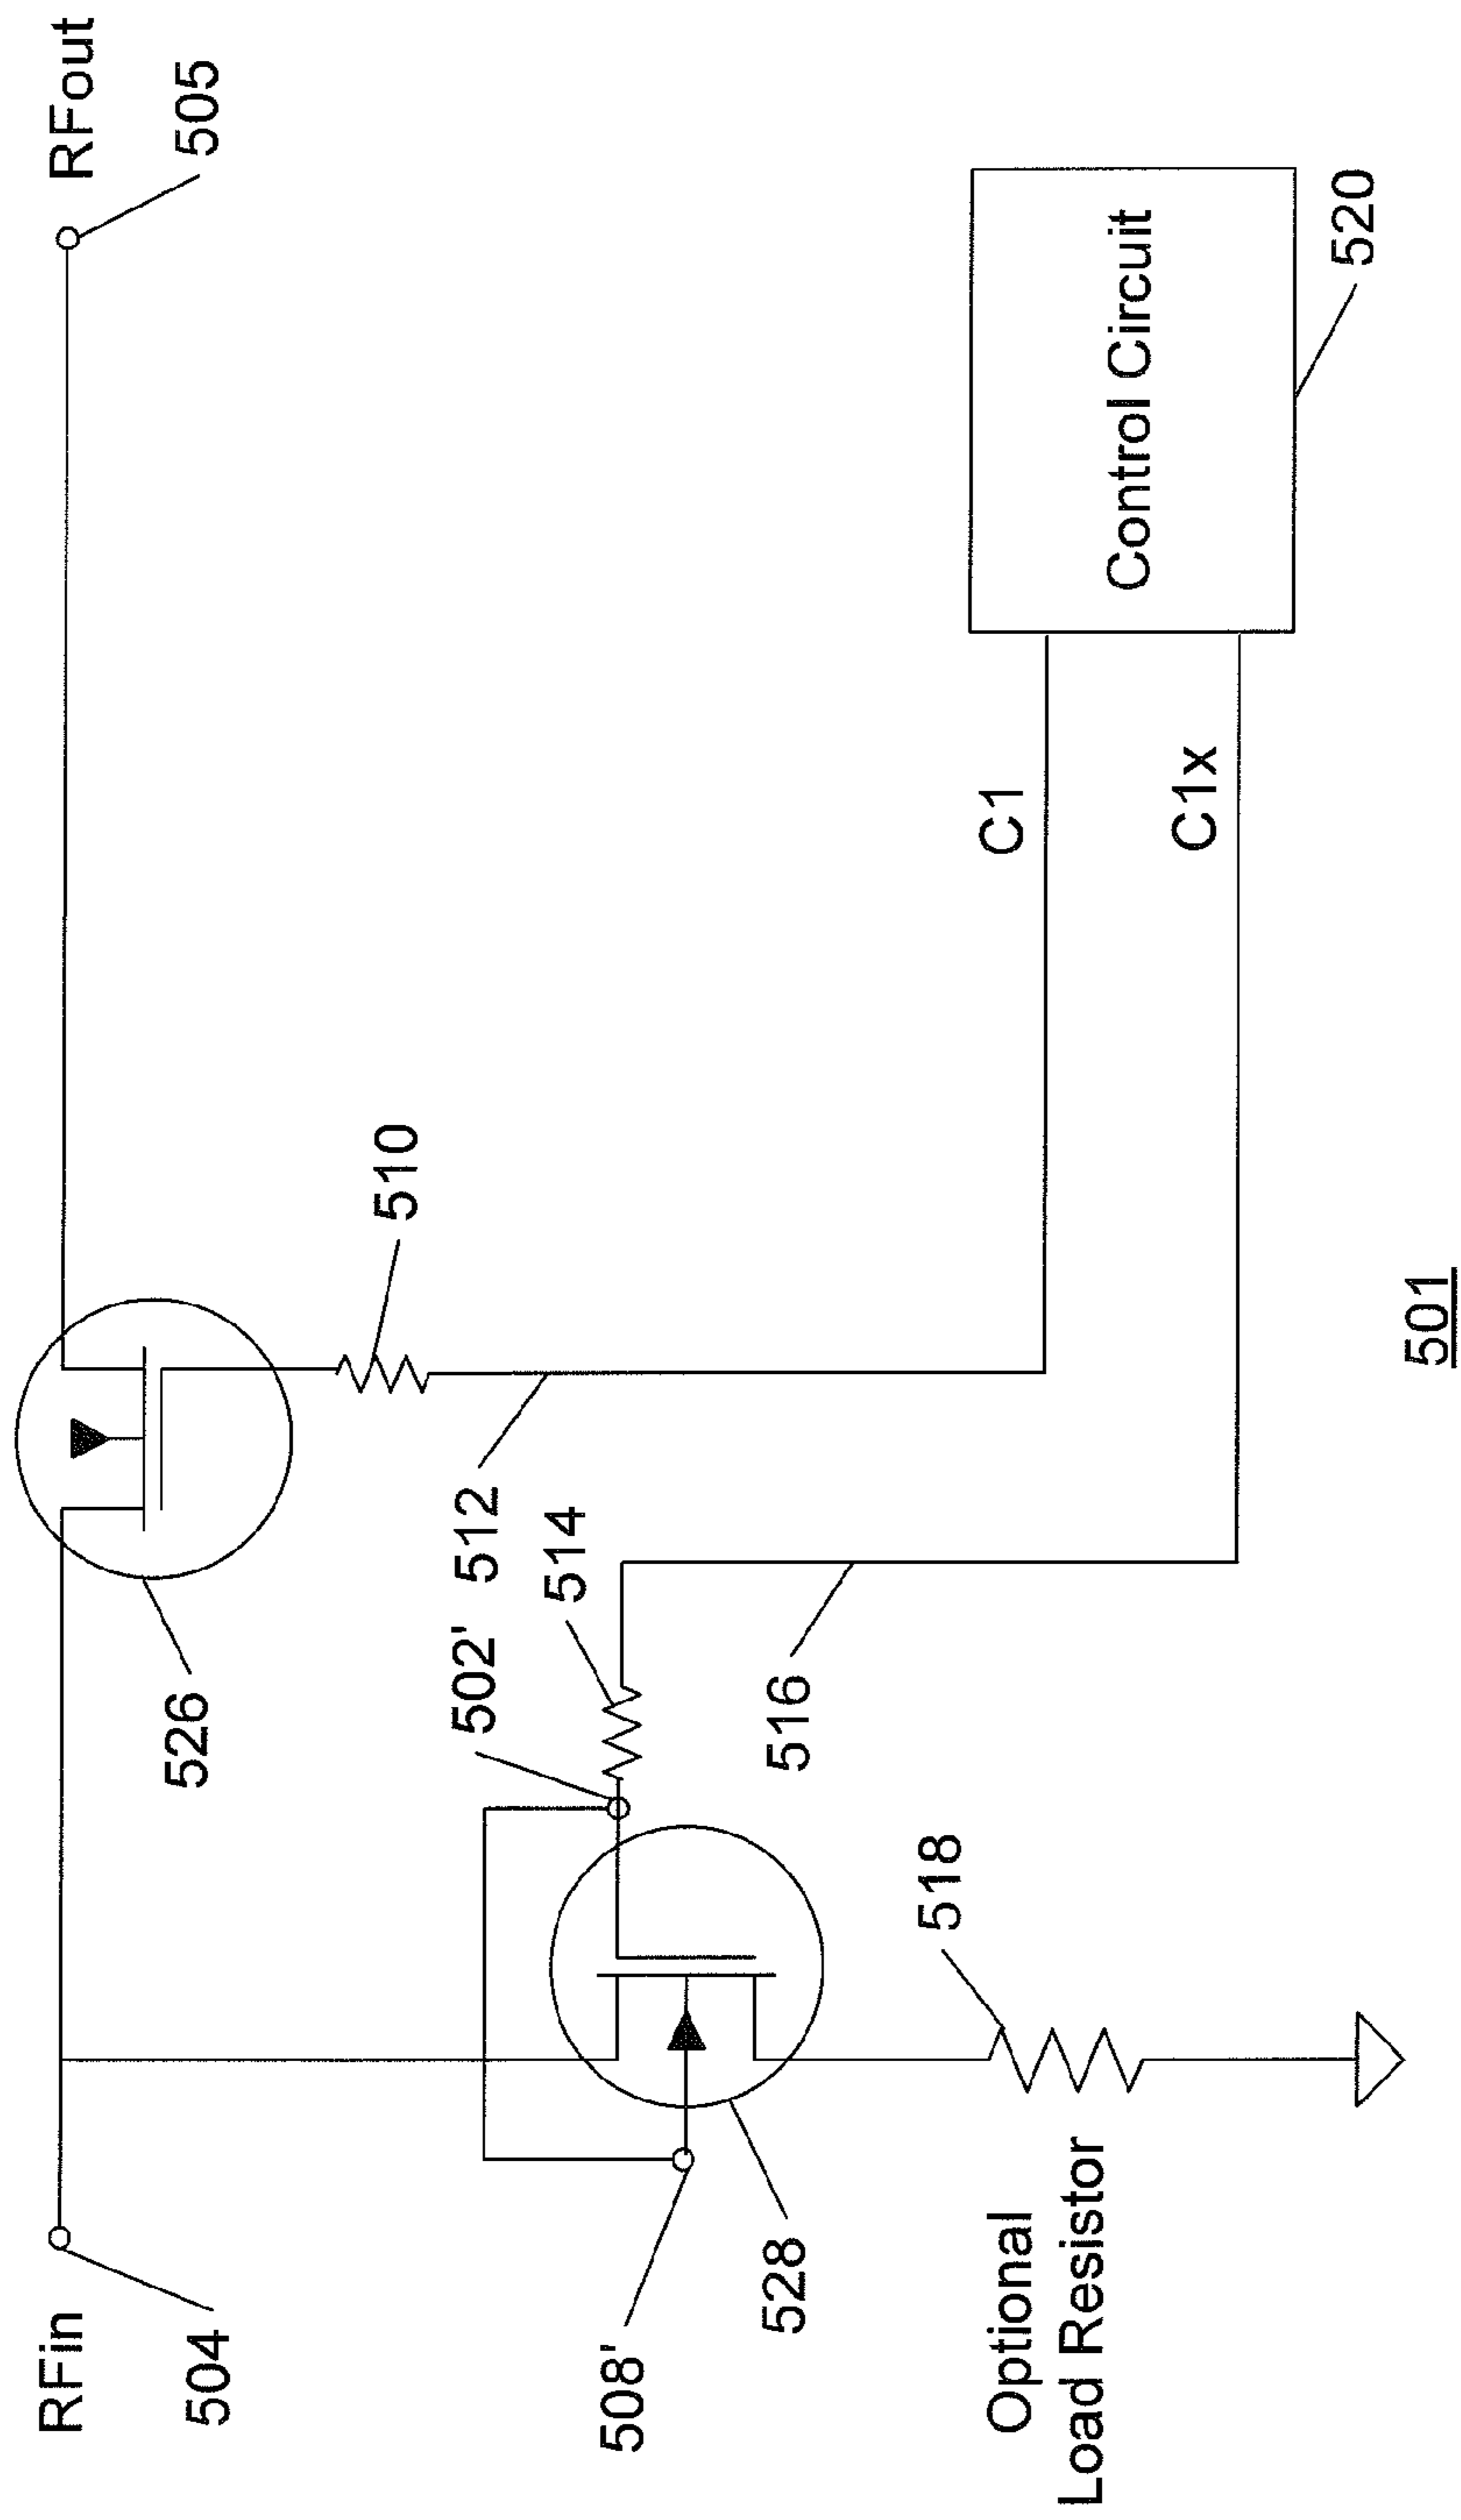 RFin
RFout
504
505
526
510
502'
512
514
508'
528
516
518
C1
C1x
Control Circuit
520
Optional
Load Resistor
501